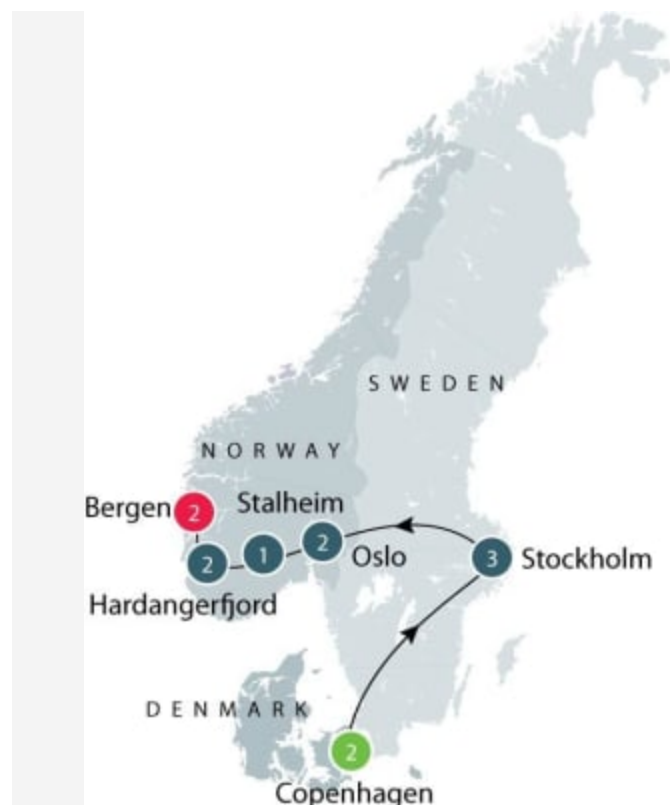 SWEDEN
NORWAY
Bergen
2
Stalheim
2
1
2
Oslo
3
Stockholm
Hardangerfjord
DENMARK
2
Copenhagen